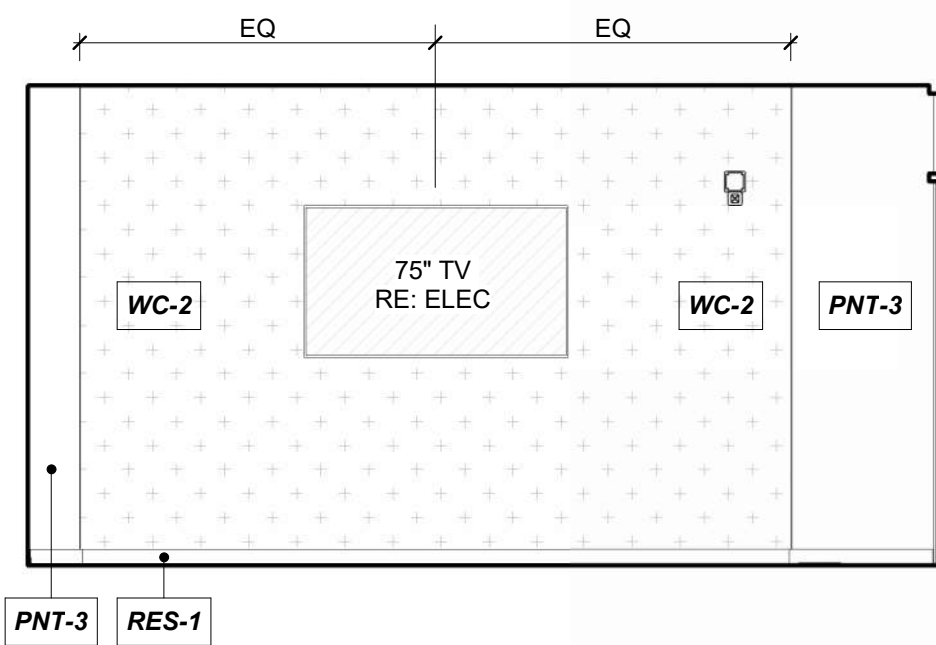 EQ
EQ
75" TV
RE: ELEC
WC-2
WC-2
PNT-3
PNT-3
RES-1